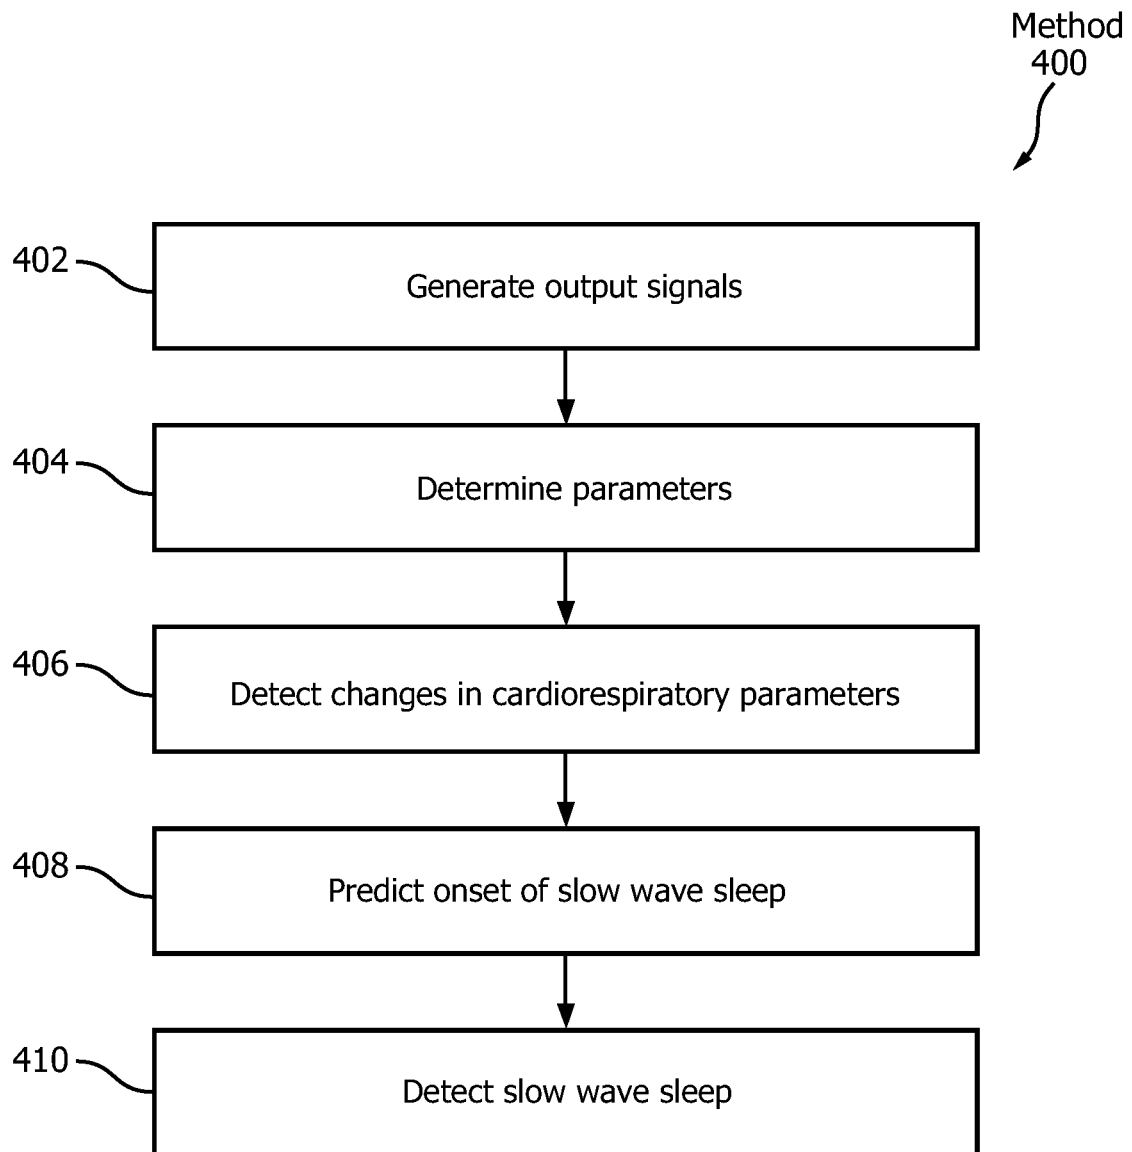 Method
400
402
Generate output signals
404
Determine parameters
406
Detect changes in cardiorespiratory parameters
408
Predict onset of slow wave sleep
410
Detect slow wave sleep